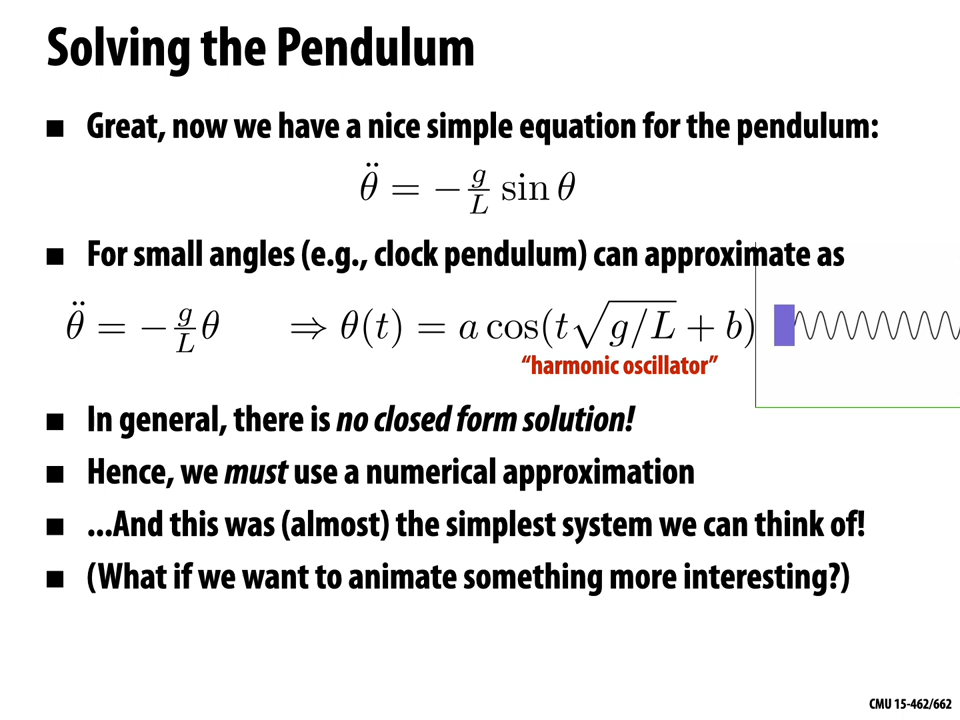 Solving the Pendulum
■ Great, now we have a nice simple equation for the pendulum:
θ̈ = −g/L sin θ
■ For small angles (e.g., clock pendulum) can approximate as
θ̈ = −g/L θ ⇒ θ(t) = a cos(t√(g/L) + b)
“harmonic oscillator”
■ In general, there is no closed form solution!
■ Hence, we must use a numerical approximation
■ ...And this was (almost) the simplest system we can think of!
■ (What if we want to animate something more interesting?)
CMU 15-462/662